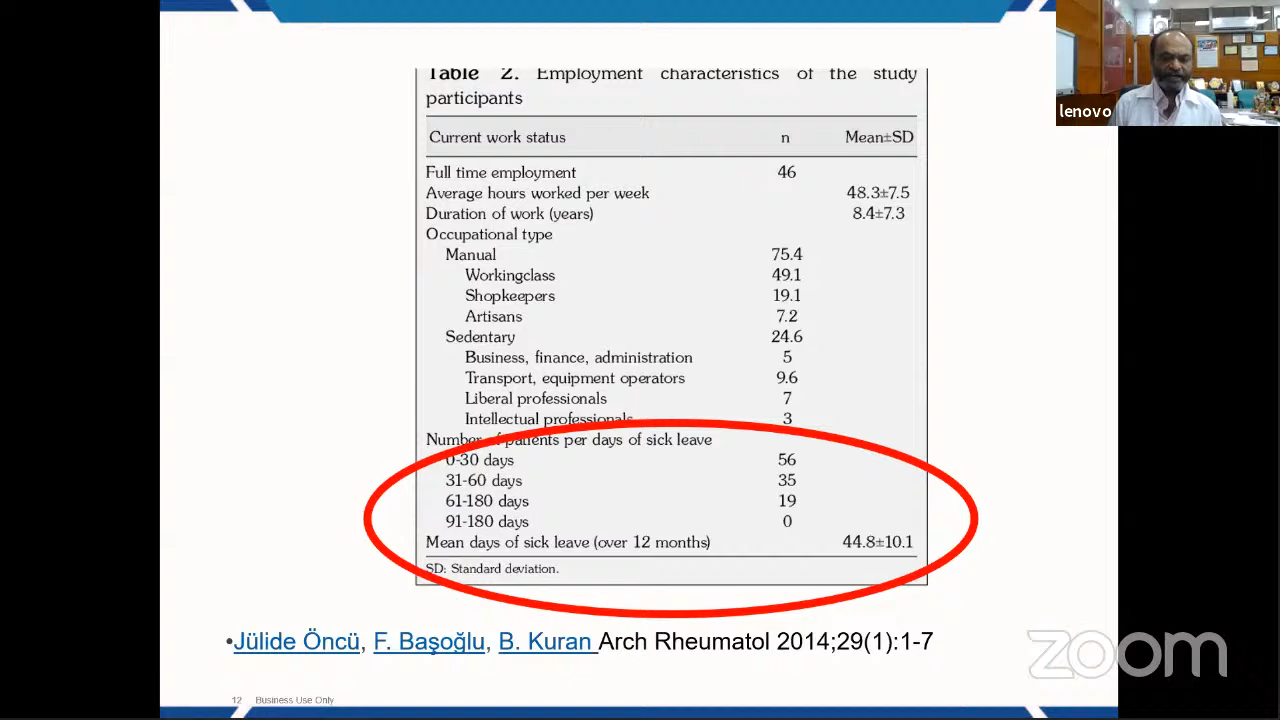 Table 2. Employment characteristics of the study
participants
Current work status n Mean±SD
Full time employment 46
Average hours worked per week 48.3±7.5
Duration of work (years) 8.4±7.3
Occupational type
Manual 75.4
Workingclass 49.1
Shopkeepers 19.1
Artisans 7.2
Sedentary 24.6
Business, finance, administration 5
Transport, equipment operators 9.6
Liberal professionals 7
Intellectual professionals 3
Number of patients per days of sick leave
0-30 days 56
31-60 days 35
61-180 days 19
91-180 days 0
Mean days of sick leave (over 12 months) 44.8±10.1
SD: Standard deviation.
•Jülide Öncü, F. Başoğlu, B. Kuran Arch Rheumatol 2014;29(1):1-7
12 Business Use Only
lenovo
zoom